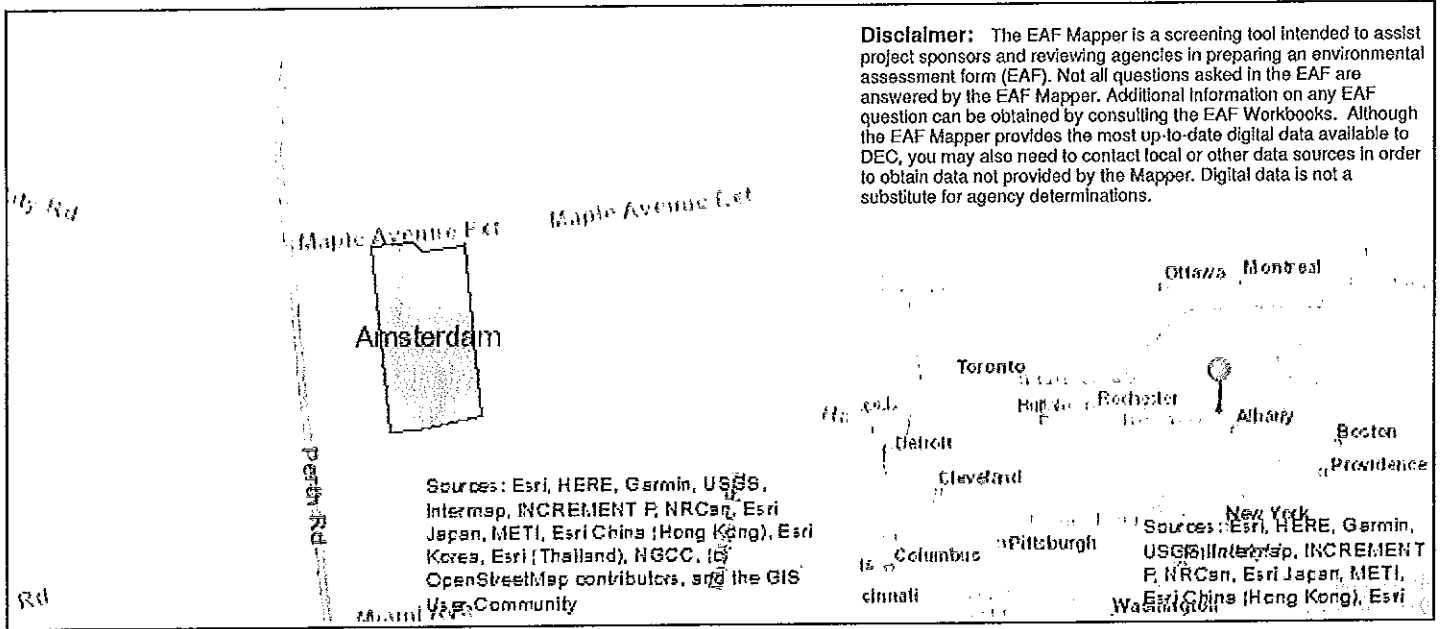 Disclaimer: The EAF Mapper is a screening tool intended to assist
project sponsors and reviewing agencies in preparing an environmental
assessment form (EAF). Not all questions asked in the EAF are
answered by the EAF Mapper. Additional information on any EAF
question can be obtained by consulting the EAF Workbooks. Although
the EAF Mapper provides the most up-to-date digital data available to
DEC, you may also need to contact local or other data sources in order
to obtain data not provided by the Mapper. Digital data is not a
substitute for agency determinations.
Rd
Maple Avenue Ext
Maple Avenue Ext
Amsterdam
Perth Rd
Rd
Sources: Esri, HERE, Garmin, USGS,
Intermap, INCREMENT P, NRCan, Esri
Japan, METI, Esri China (Hong Kong), Esri
Korea, Esri (Thailand), NGCC, (c)
OpenStreetMap contributors, and the GIS
User Community
Ottawa
Montreal
Toronto
Rochester
Albany
Detroit
Boston
Providence
Cleveland
New York
Pittsburgh
Columbus
cinnati
Washington
Sources: Esri, HERE, Garmin,
USGS, Intermap, INCREMENT
P, NRCan, Esri Japan, METI,
Esri China (Hong Kong), Esri